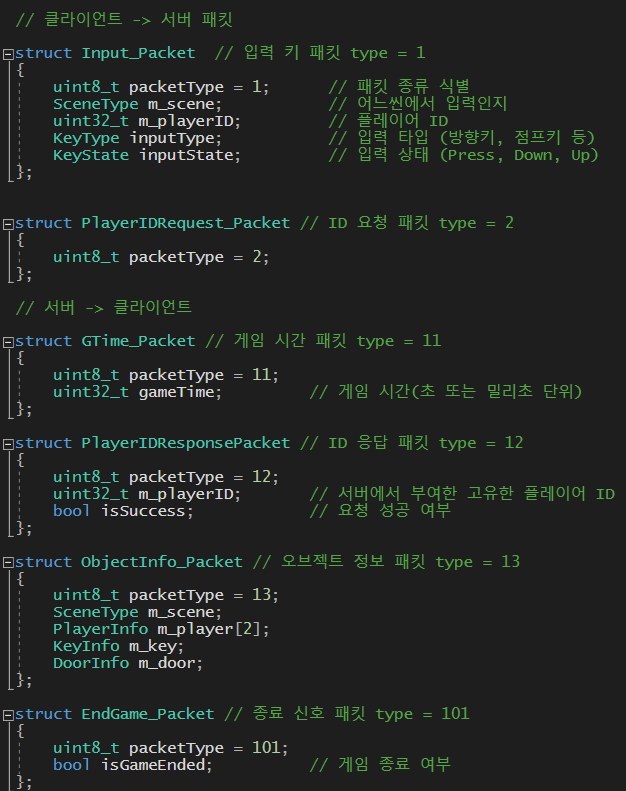 // 클라이언트 -> 서버 패킷
struct Input_Packet // 입력 키 패킷 type = 1
{
uint8_t packetType = 1; // 패킷 종류 식별
SceneType m_scene; // 어느씬에서 입력인지
uint32_t m_playerID; // 플레이어 ID
KeyType inputType; // 입력 타입 (방향키, 점프키 등)
KeyState inputState; // 입력 상태 (Press, Down, Up)
};
struct PlayerIDRequest_Packet // ID 요청 패킷 type = 2
{
uint8_t packetType = 2;
};
// 서버 -> 클라이언트
struct GTime_Packet // 게임 시간 패킷 type = 11
{
uint8_t packetType = 11;
uint32_t gameTime; // 게임 시간(초 또는 밀리초 단위)
};
struct PlayerIDResponsePacket // ID 응답 패킷 type = 12
{
uint8_t packetType = 12;
uint32_t m_playerID; // 서버에서 부여한 고유한 플레이어 ID
bool isSuccess; // 요청 성공 여부
};
struct ObjectInfo_Packet // 오브젝트 정보 패킷 type = 13
{
uint8_t packetType = 13;
SceneType m_scene;
PlayerInfo m_player[2];
KeyInfo m_key;
DoorInfo m_door;
};
struct EndGame_Packet // 종료 신호 패킷 type = 101
{
uint8_t packetType = 101;
bool isGameEnded; // 게임 종료 여부
};